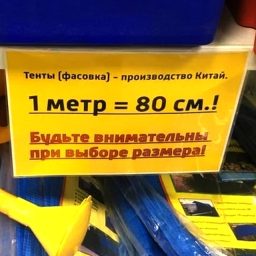 Тенты (фасовка) - производство Китай.
1 метр = 80 см.!
Будьте внимательны
при выборе размера!